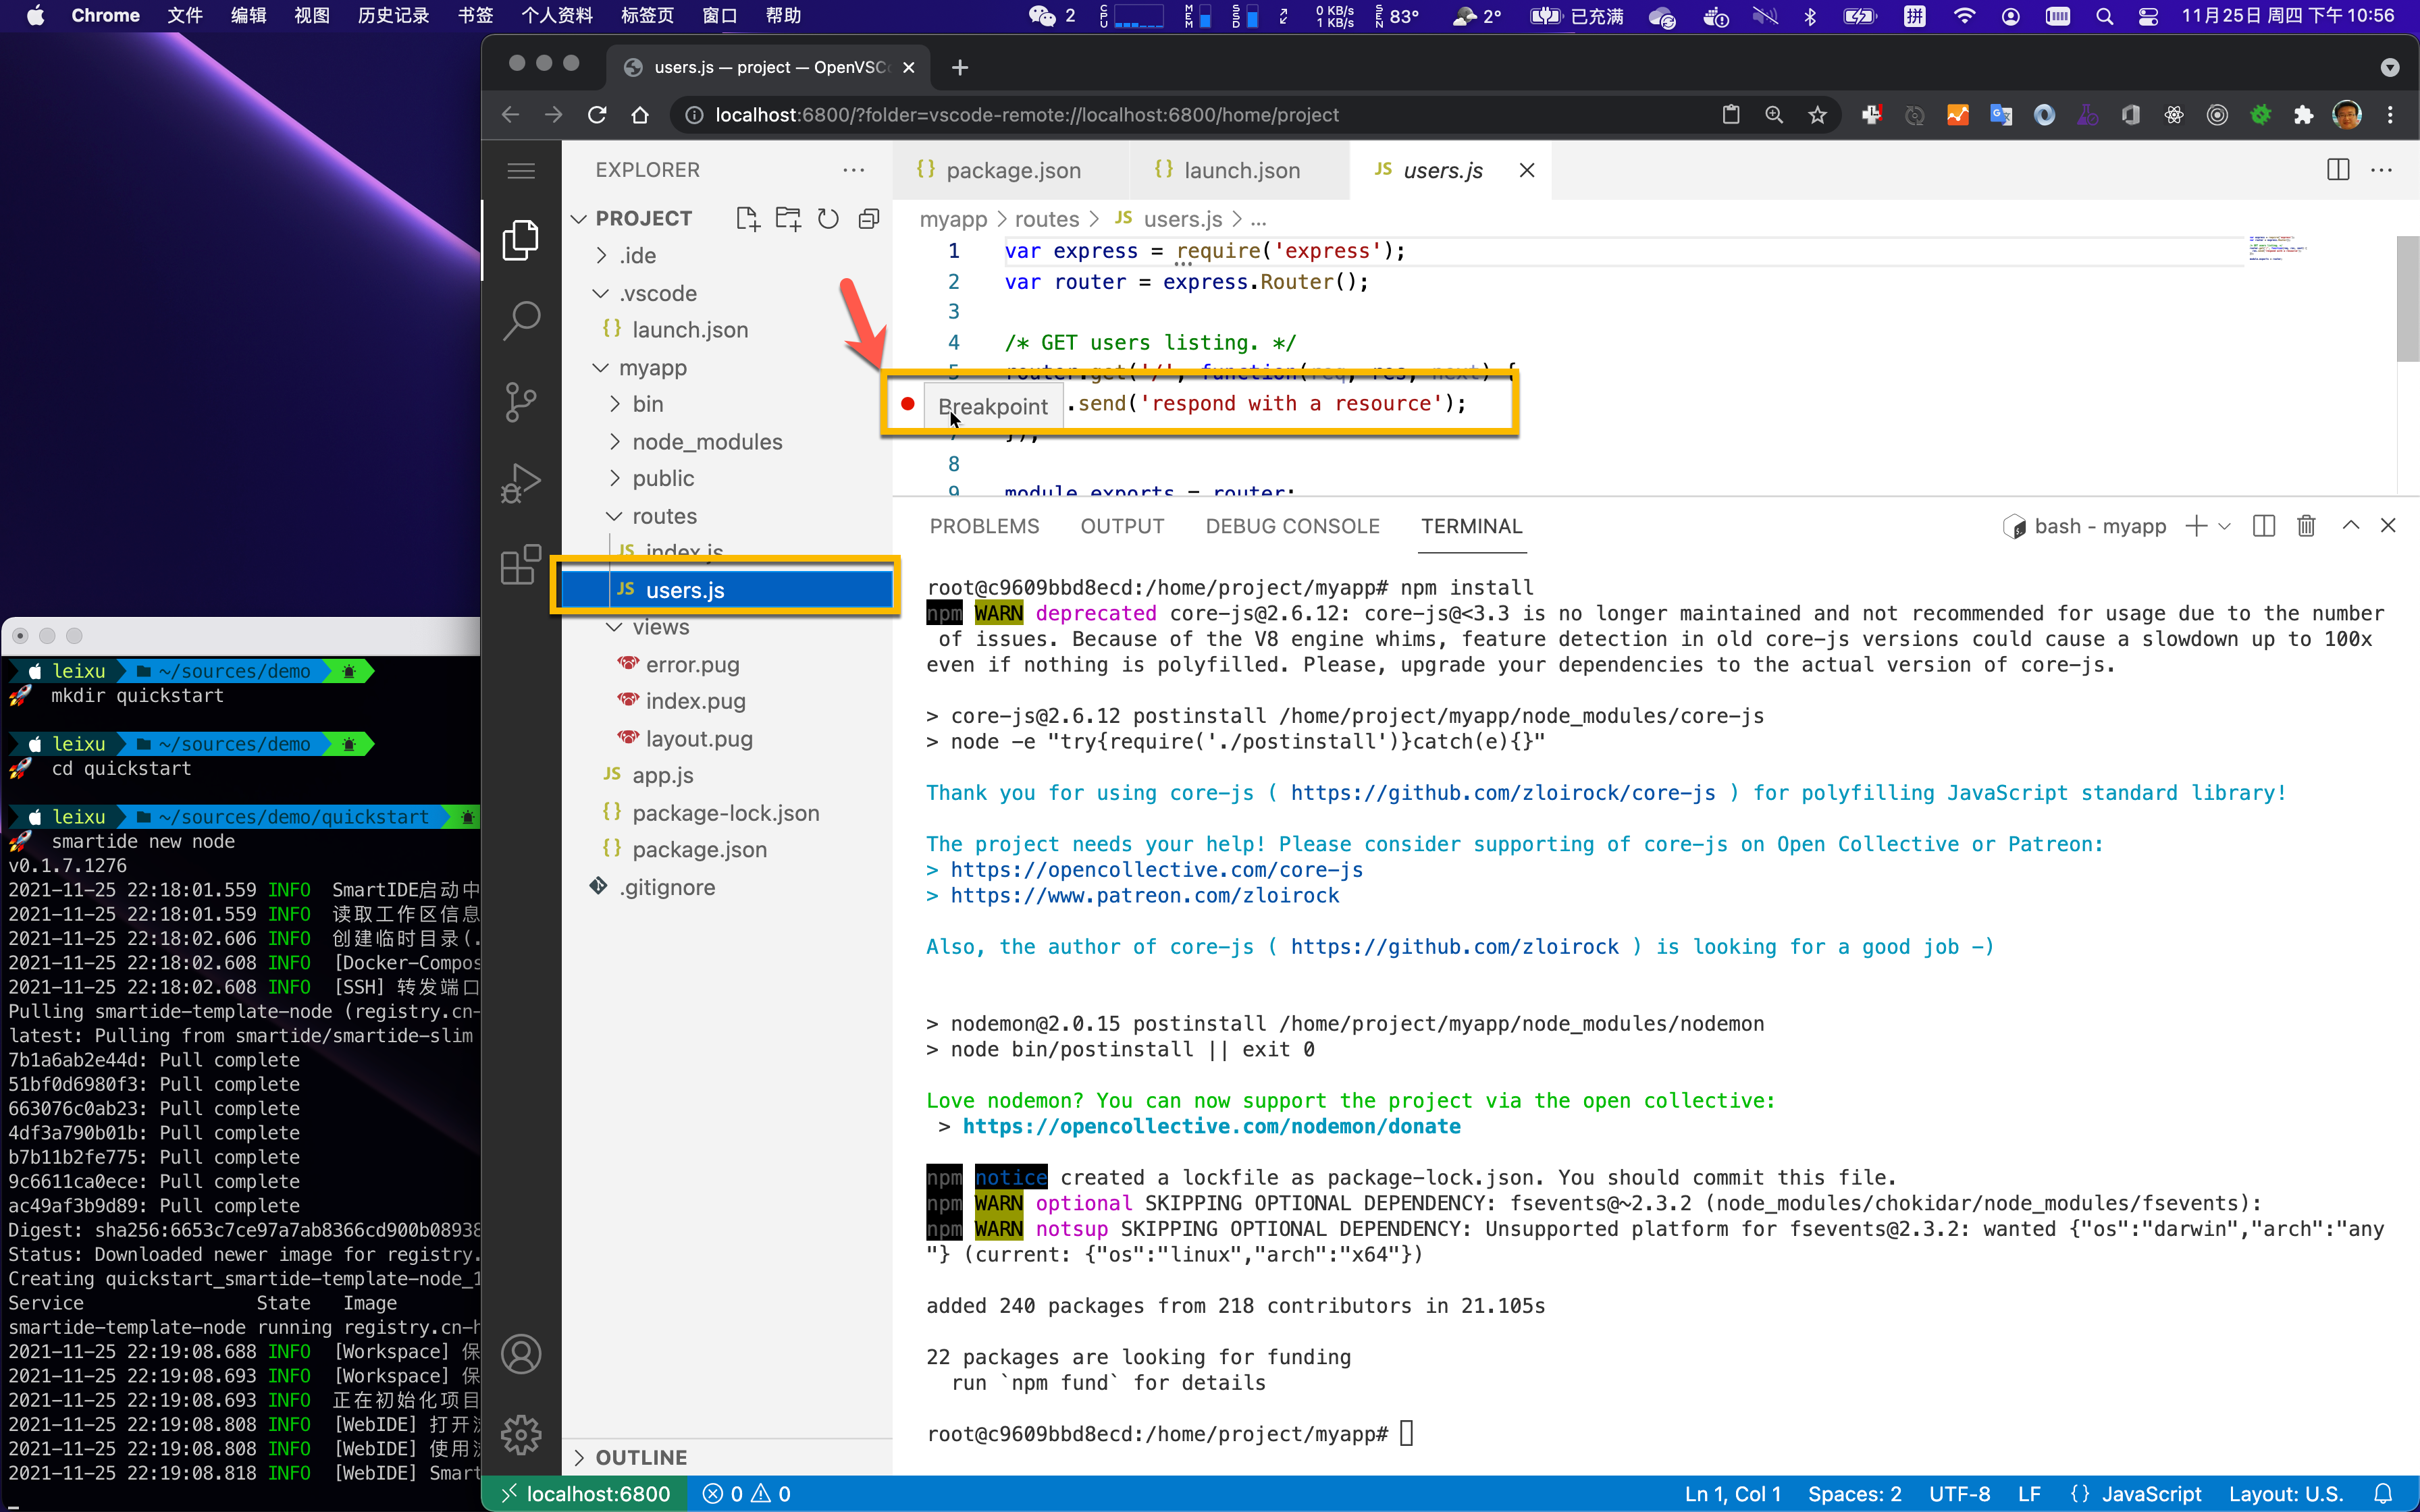 Chrome 文件 编辑 视图 历史记录 书签 个人资料 标签页 窗口 帮助
2 CPU MEM SSD 0 KB/s 1 KB/s SEN 83° 2° 已充满 拼 11月25日 周四 下午 10:56
users.js — project — OpenVSC
localhost:6800/?folder=vscode-remote://localhost:6800/home/project
EXPLORER
PROJECT
.ide
.vscode
launch.json
myapp
bin
node_modules
public
routes
index.js
users.js
views
error.pug
index.pug
layout.pug
app.js
package-lock.json
package.json
.gitignore
OUTLINE
package.json launch.json JS users.js
myapp > routes > JS users.js > ...
1 var express = require('express');
2 var router = express.Router();
3
4 /* GET users listing. */
5 router.get('/', function(req, res, next) {
Breakpoint .send('respond with a resource');
7 });
8
9 module.exports = router;
PROBLEMS OUTPUT DEBUG CONSOLE TERMINAL bash - myapp
root@c9609bbd8ecd:/home/project/myapp# npm install
npm WARN deprecated core-js@2.6.12: core-js@<3.3 is no longer maintained and not recommended for usage due to the number
of issues. Because of the V8 engine whims, feature detection in old core-js versions could cause a slowdown up to 100x
even if nothing is polyfilled. Please, upgrade your dependencies to the actual version of core-js.
> core-js@2.6.12 postinstall /home/project/myapp/node_modules/core-js
> node -e "try{require('./postinstall')}catch(e){}"
Thank you for using core-js ( https://github.com/zloirock/core-js ) for polyfilling JavaScript standard library!
The project needs your help! Please consider supporting of core-js on Open Collective or Patreon:
> https://opencollective.com/core-js
> https://www.patreon.com/zloirock
Also, the author of core-js ( https://github.com/zloirock ) is looking for a good job -)
> nodemon@2.0.15 postinstall /home/project/myapp/node_modules/nodemon
> node bin/postinstall || exit 0
Love nodemon? You can now support the project via the open collective:
> https://opencollective.com/nodemon/donate
npm notice created a lockfile as package-lock.json. You should commit this file.
npm WARN optional SKIPPING OPTIONAL DEPENDENCY: fsevents@~2.3.2 (node_modules/chokidar/node_modules/fsevents):
npm WARN notsup SKIPPING OPTIONAL DEPENDENCY: Unsupported platform for fsevents@2.3.2: wanted {"os":"darwin","arch":"any
"} (current: {"os":"linux","arch":"x64"})
added 240 packages from 218 contributors in 21.105s
22 packages are looking for funding
run `npm fund` for details
root@c9609bbd8ecd:/home/project/myapp#
localhost:6800 0 0 Ln 1, Col 1 Spaces: 2 UTF-8 LF {} JavaScript Layout: U.S.
leixu ~/sources/demo
mkdir quickstart
leixu ~/sources/demo
cd quickstart
leixu ~/sources/demo/quickstart
smartide new node
v0.1.7.1276
2021-11-25 22:18:01.559 INFO SmartIDE启动中
2021-11-25 22:18:01.559 INFO 读取工作区信息
2021-11-25 22:18:02.606 INFO 创建临时目录(.
2021-11-25 22:18:02.608 INFO [Docker-Compos
2021-11-25 22:18:02.608 INFO [SSH] 转发端口
Pulling smartide-template-node (registry.cn-
latest: Pulling from smartide/smartide-slim
7b1a6ab2e44d: Pull complete
51bf0d6980f3: Pull complete
663076c0ab23: Pull complete
4df3a790b01b: Pull complete
b7b11b2fe775: Pull complete
9c6611ca0ece: Pull complete
ac49af3b9d89: Pull complete
Digest: sha256:6653c7ce97a7ab8366cd900b08938
Status: Downloaded newer image for registry.
Creating quickstart_smartide-template-node_1
Service State Image
smartide-template-node running registry.cn-h
2021-11-25 22:19:08.688 INFO [Workspace] 保
2021-11-25 22:19:08.693 INFO [Workspace] 保
2021-11-25 22:19:08.693 INFO 正在初始化项目
2021-11-25 22:19:08.808 INFO [WebIDE] 打开
2021-11-25 22:19:08.808 INFO [WebIDE] 使用
2021-11-25 22:19:08.818 INFO [WebIDE] Smart